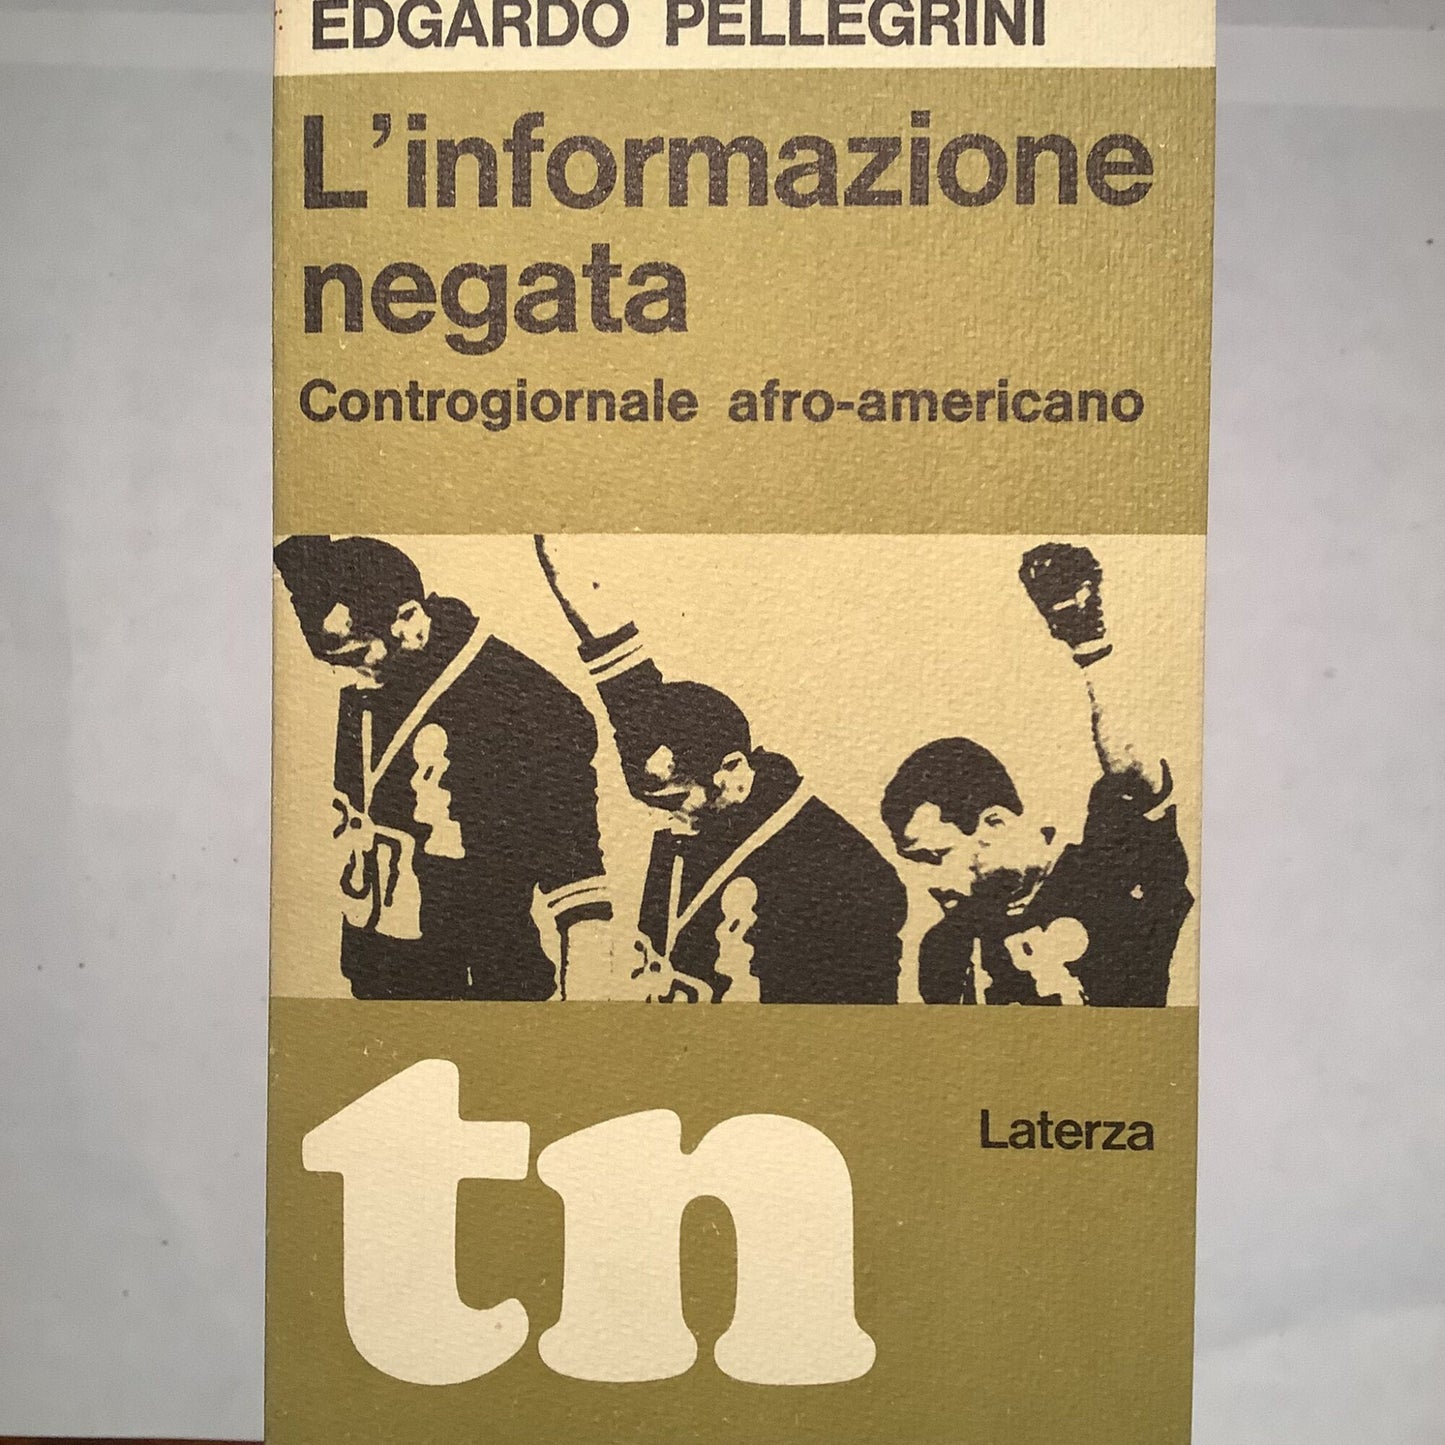 EDGARDO PELLEGRINI
L'informazione
negata
Controgiornale afro-americano
tn
Laterza